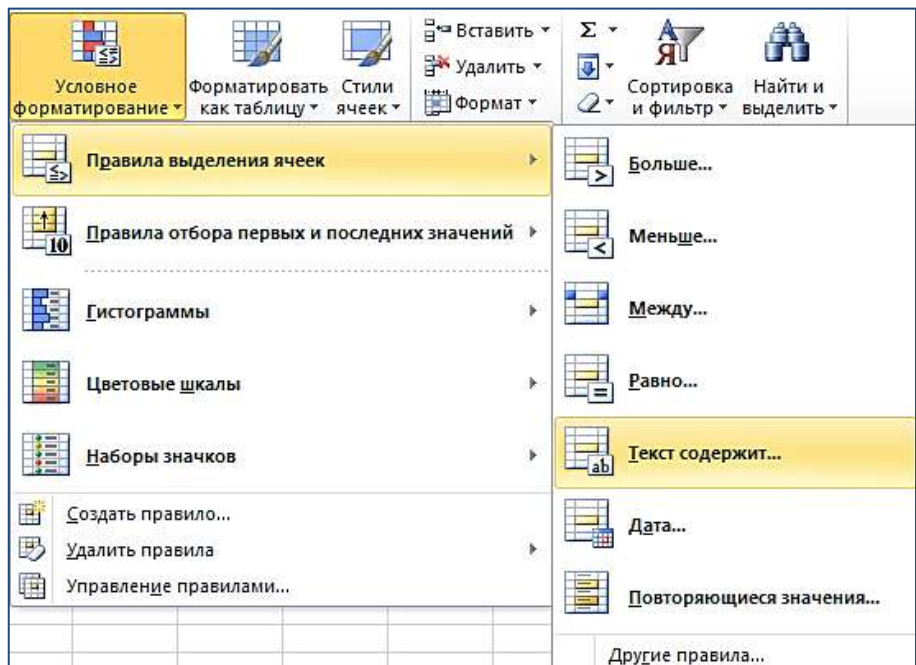 Условное
форматирование
Форматировать
как таблицу
Стили
ячеек
Вставить
Удалить
Формат
Σ
Сортировка
и фильтр
Найти и
выделить
Правила выделения ячеек
Правила отбора первых и последних значений
Гистограммы
Цветовые шкалы
Наборы значков
Создать правило...
Удалить правила
Управление правилами...
Больше...
Меньше...
Между...
Равно...
Текст содержит...
Дата...
Повторяющиеся значения...
Другие правила...